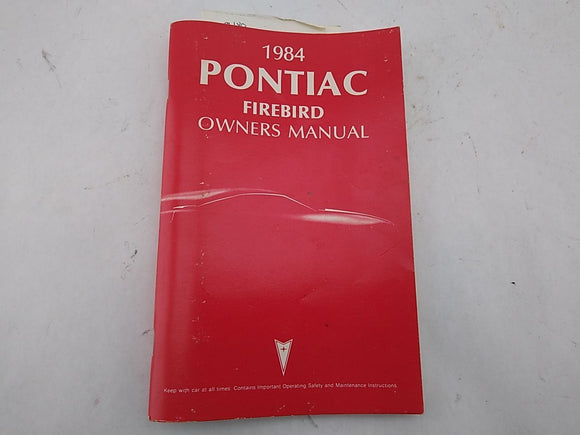 1984
PONTIAC
FIREBIRD
OWNERS MANUAL
Keep with car at all times. Contains Important Operating Safety and Maintenance Instructions